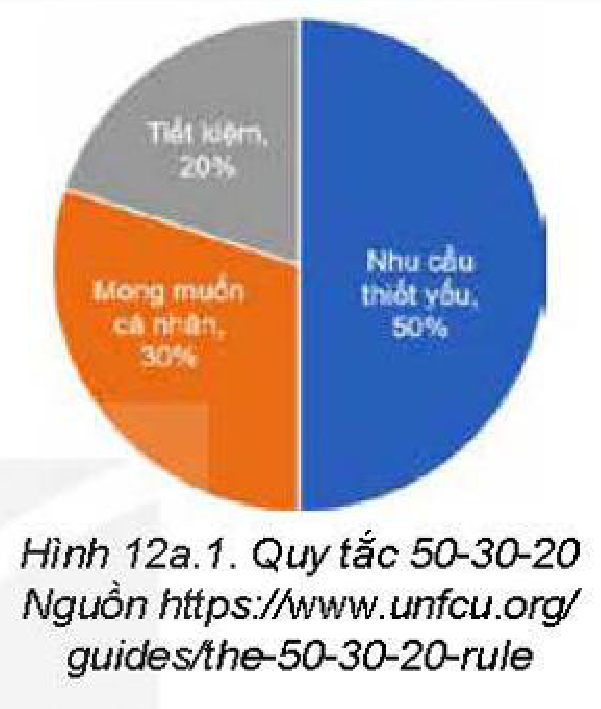 Tiết kiệm,
20%
Nhu cầu
thiết yếu,
50%
Mong muốn
cá nhân,
30%
Hình 12a.1. Quy tắc 50-30-20
Nguồn https://www.unfcu.org/
guides/the-50-30-20-rule